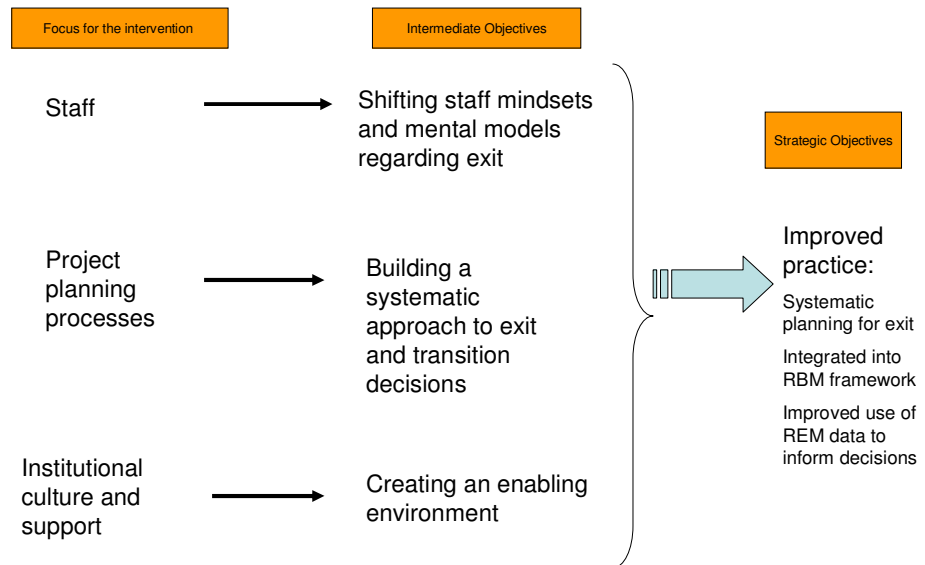 Focus for the intervention
Intermediate Objectives
Strategic Objectives
Staff
Shifting staff mindsets
and mental models
regarding exit
Project
planning
processes
Building a
systematic
approach to exit
and transition
decisions
Institutional
culture and
support
Creating an enabling
environment
Improved
practice:
Systematic
planning for exit
Integrated into
RBM framework
Improved use of
REM data to
inform decisions